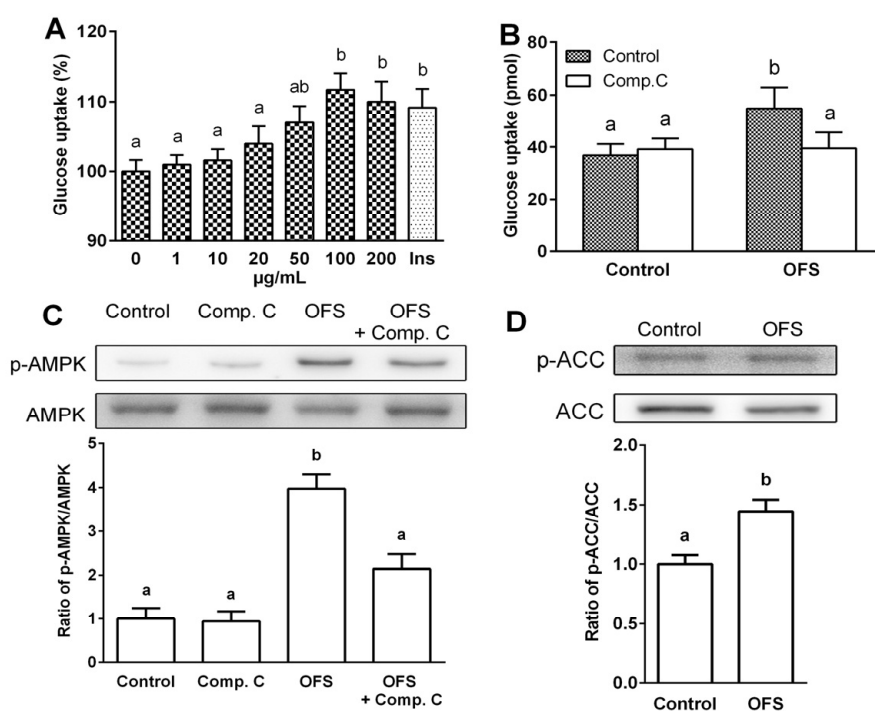 A
Glucose uptake (%)
120
110
100
90
a
a
a
a
ab
b
b
b
0 1 10 20 50 100 200 Ins
µg/mL
B
Glucose uptake (pmol)
80
60
40
20
0
Control
Comp.C
a
a
b
a
Control OFS
C
Control Comp. C OFS OFS
+ Comp. C
p-AMPK
AMPK
Ratio of p-AMPK/AMPK
5
4
3
2
1
0
a
a
b
a
Control Comp. C OFS OFS
+ Comp. C
D
Control OFS
p-ACC
ACC
Ratio of p-ACC/ACC
2.0
1.5
1.0
0.5
0.0
a
b
Control OFS